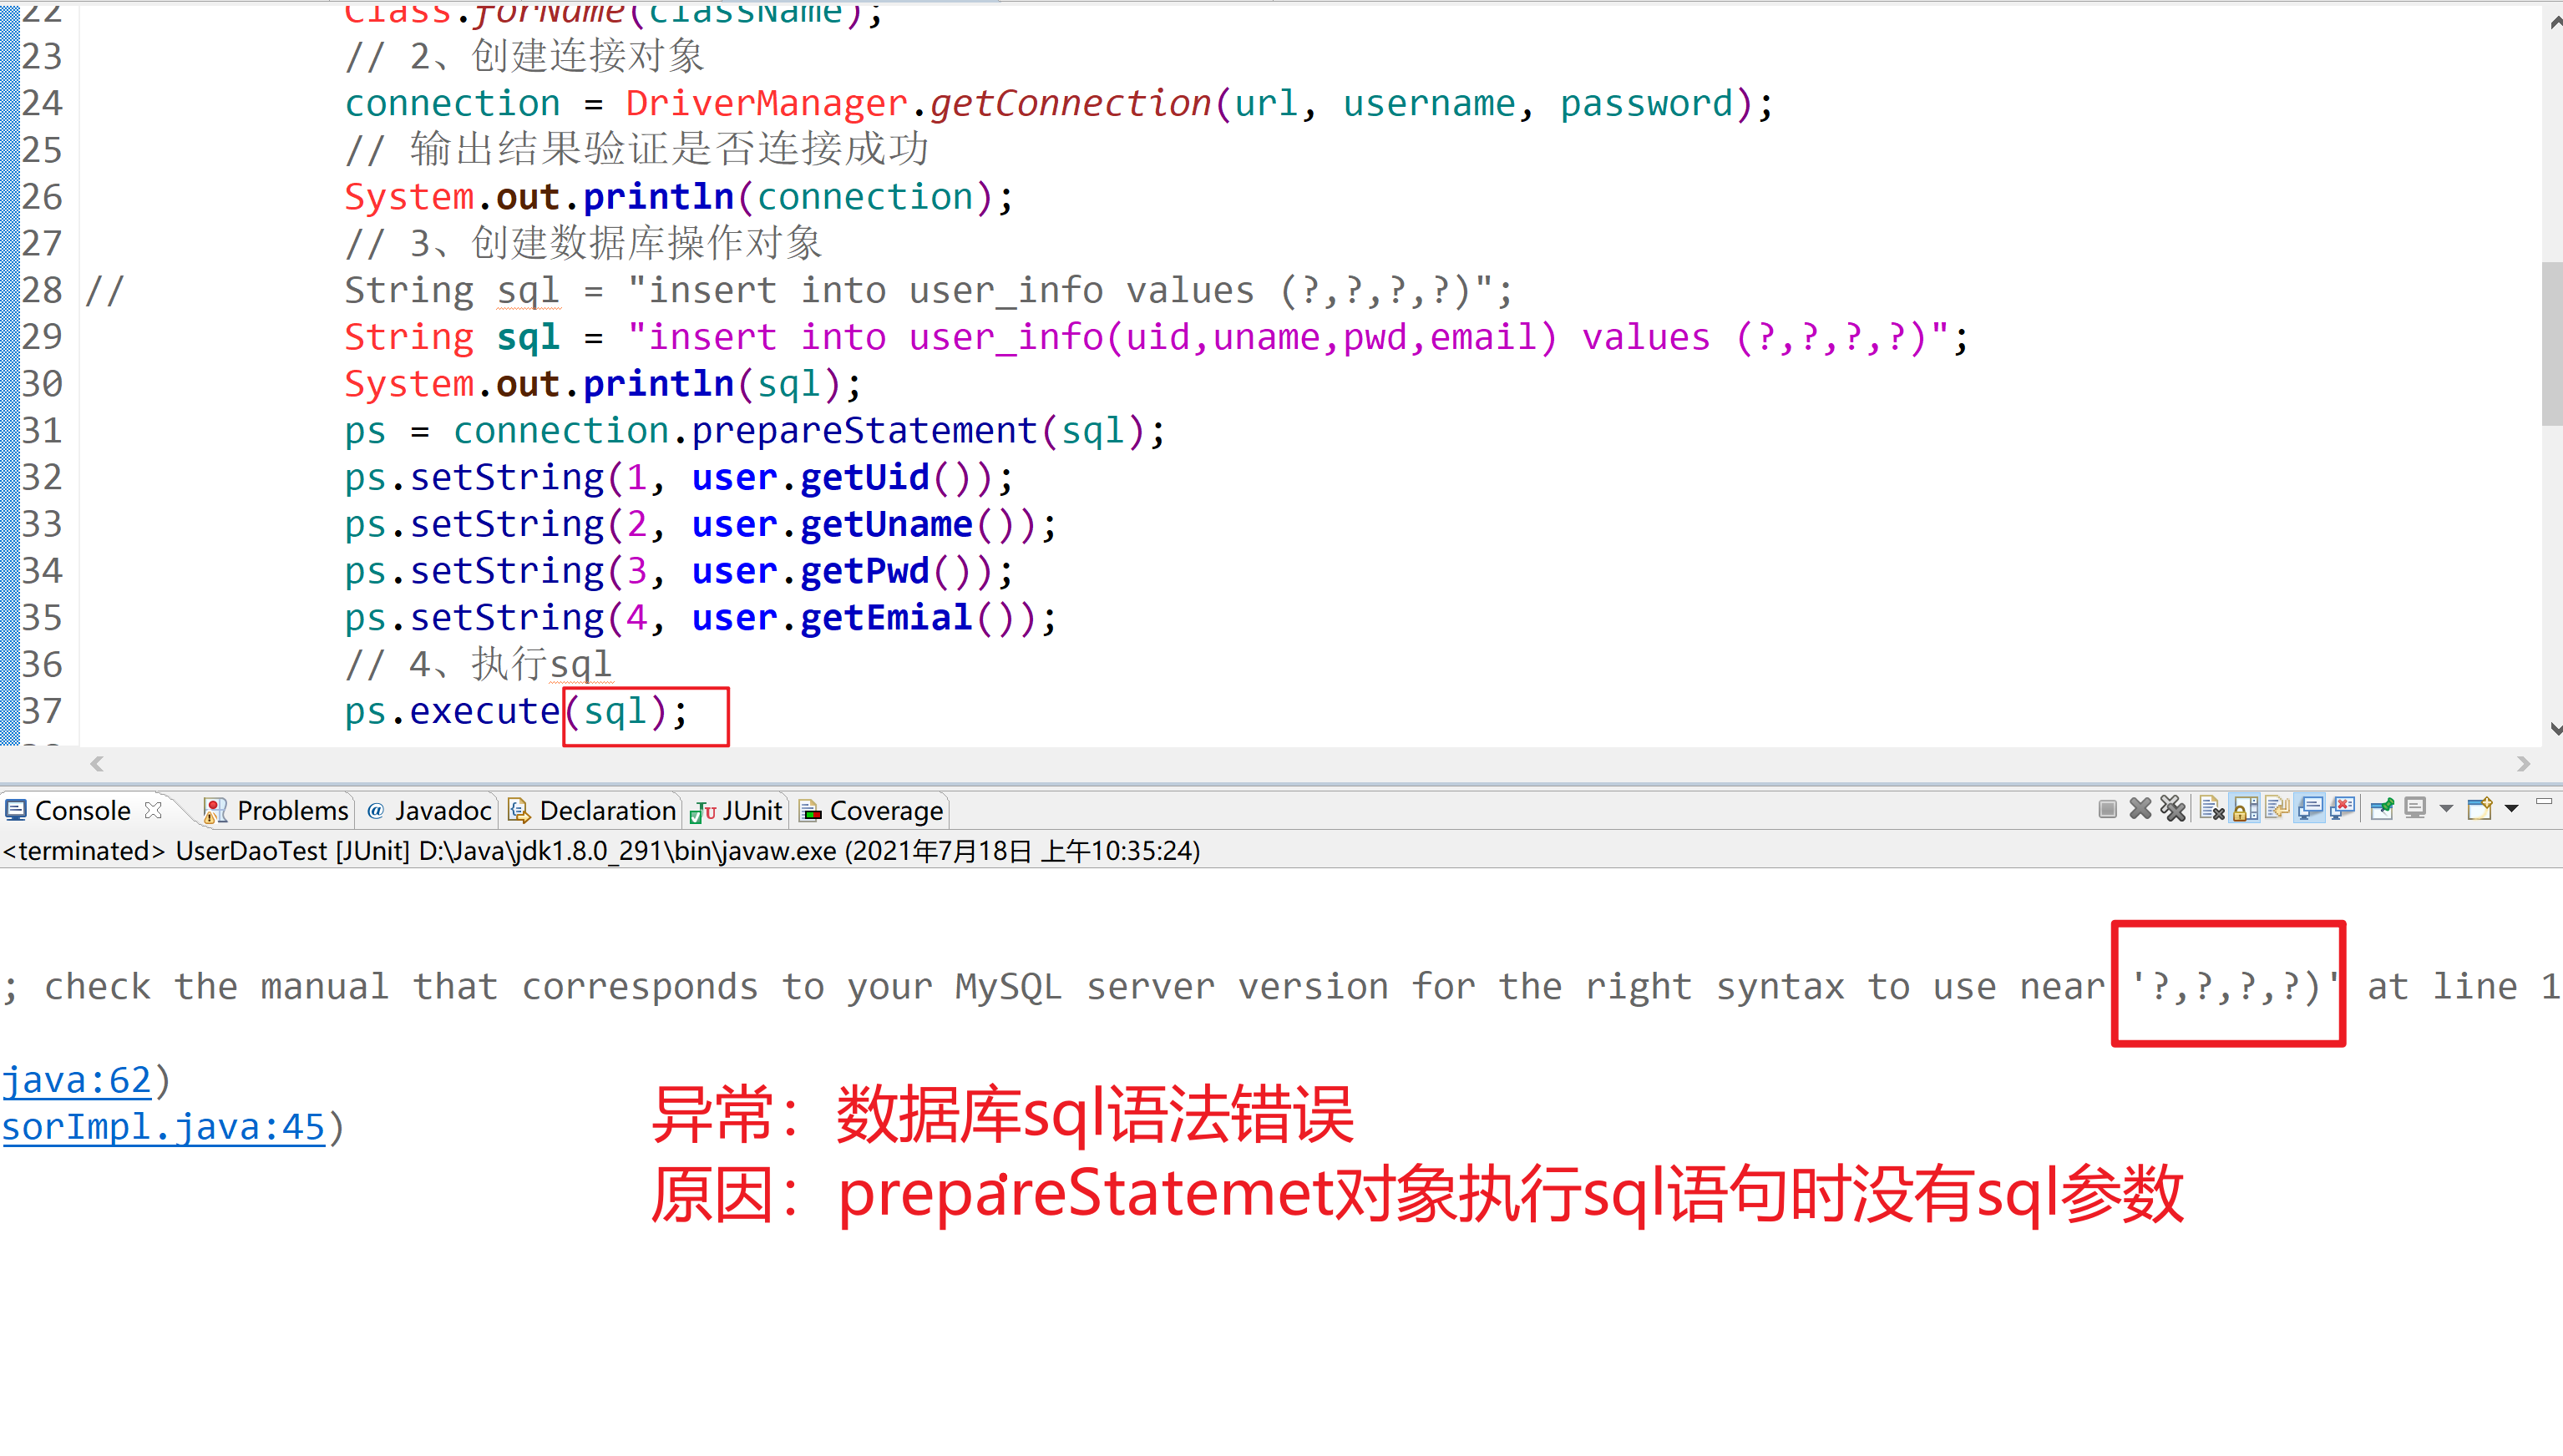 22 Class.forName(className);
23 // 2、创建连接对象
24 connection = DriverManager.getConnection(url, username, password);
25 // 输出结果验证是否连接成功
26 System.out.println(connection);
27 // 3、创建数据库操作对象
28 // String sql = "insert into user_info values (?,?,?,?)";
29 String sql = "insert into user_info(uid,uname,pwd,email) values (?,?,?,?)";
30 System.out.println(sql);
31 ps = connection.prepareStatement(sql);
32 ps.setString(1, user.getUid());
33 ps.setString(2, user.getUname());
34 ps.setString(3, user.getPwd());
35 ps.setString(4, user.getEmial());
36 // 4、执行sql
37 ps.execute(sql);
Console Problems @ Javadoc Declaration JUnit Coverage
<terminated> UserDaoTest [JUnit] D:\Java\jdk1.8.0_291\bin\javaw.exe (2021年7月18日 上午10:35:24)
; check the manual that corresponds to your MySQL server version for the right syntax to use near '?,?,?,?)' at line 1
java:62)
sorImpl.java:45)
异常：数据库sql语法错误
原因：prepareStatemet对象执行sql语句时没有sql参数